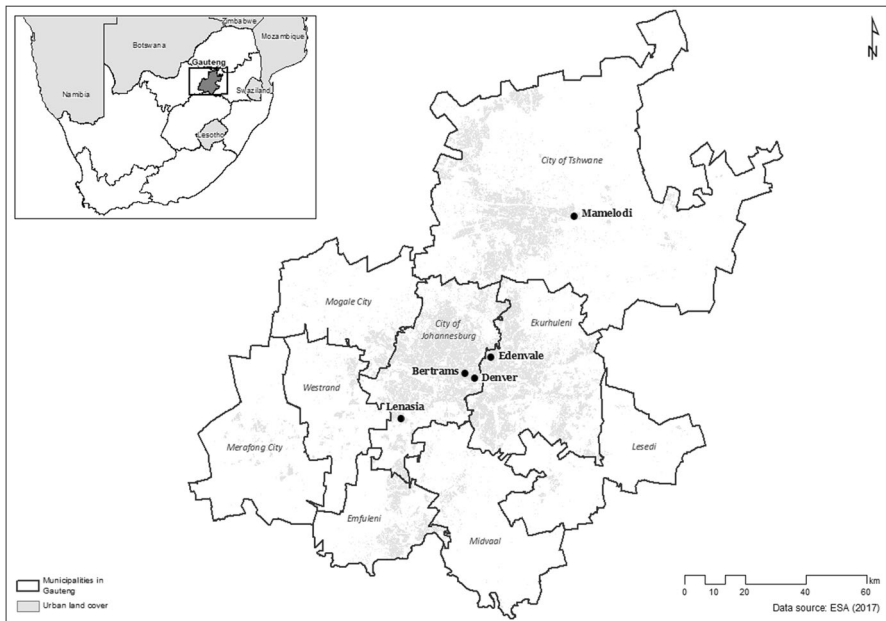 Zimbabwe
Mozambique
Botswana
Gauteng
Namibia
Swaziland
Lesotho
N
City of Tshwane
Mamelodi
Mogale City
City of
Johannesburg
Ekurhuleni
Edenvale
Bertrams
Denver
Westrand
Lenasia
Merafong City
Lesedi
Emfuleni
Midvaal
Municipalities in
Gauteng
Urban land cover
km
0 10 20 40 60
Data source: ESA (2017)